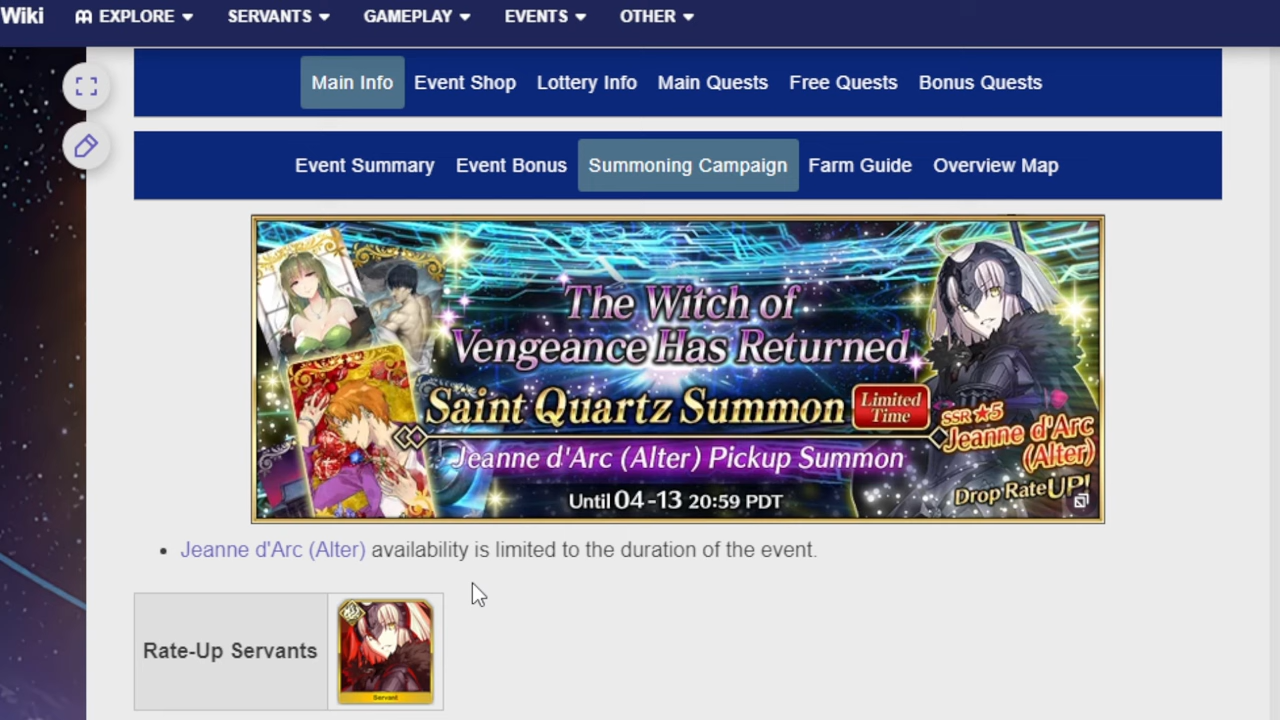 Wiki EXPLORE SERVANTS GAMEPLAY EVENTS OTHER
Main Info Event Shop Lottery Info Main Quests Free Quests Bonus Quests
Event Summary Event Bonus Summoning Campaign Farm Guide Overview Map
The Witch of
Vengeance Has Returned
Saint Quartz Summon
Limited
Time
Jeanne d'Arc (Alter) Pickup Summon
Until 04-13 20:59 PDT
SSR ★5
Jeanne d'Arc
(Alter)
Drop Rate UP!
• Jeanne d'Arc (Alter) availability is limited to the duration of the event.
Rate-Up Servants
Servant